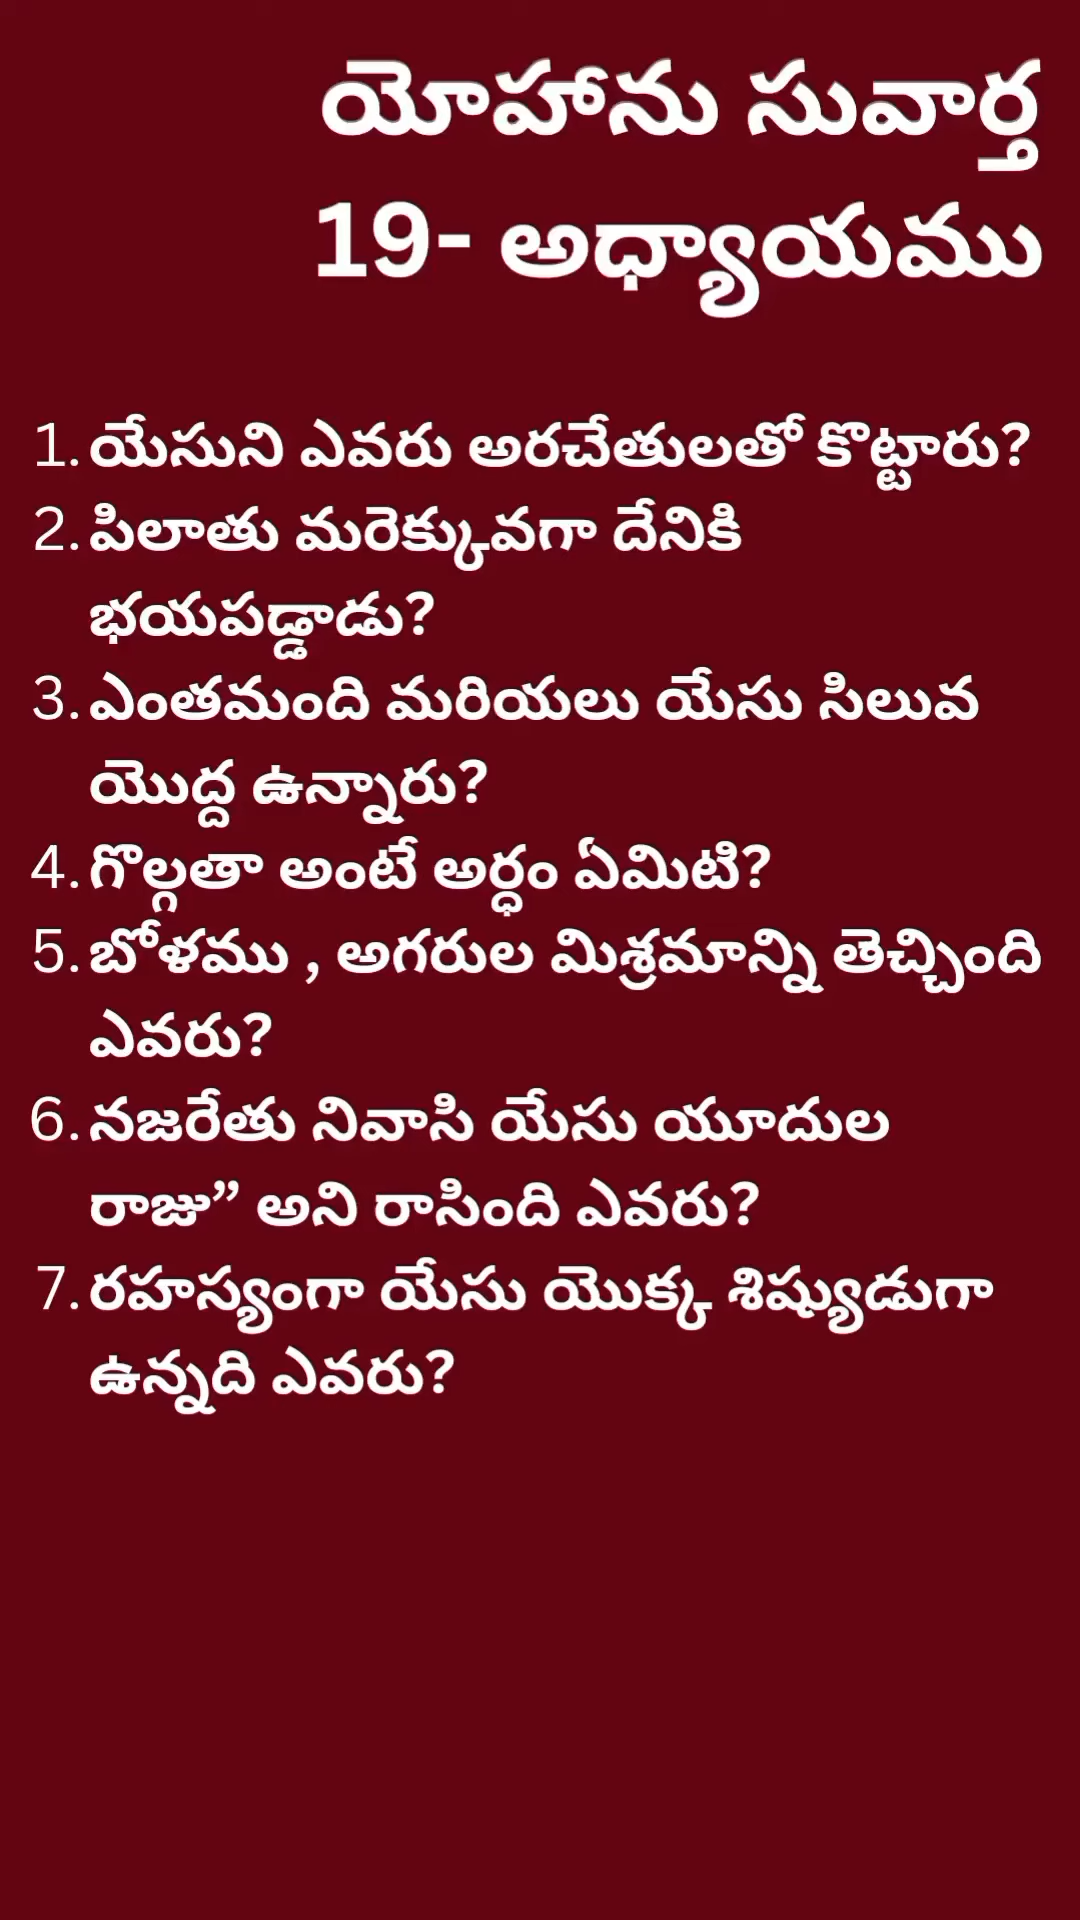 యోహాను సువార్త
19- అధ్యాయము
1. యేసుని ఎవరు అరచేతులతో కొట్టారు?
2. పిలాతు మరెక్కువగా దేనికి
భయపడ్డాడు?
3. ఎంతమంది మరియలు యేసు సిలువ
యొద్ద ఉన్నారు?
4. గొల్గతా అంటే అర్ధం ఏమిటి?
5. బోళము , అగరుల మిశ్రమాన్ని తెచ్చింది
ఎవరు?
6. నజరేతు నివాసి యేసు యూదుల
రాజు” అని రాసింది ఎవరు?
7. రహస్యంగా యేసు యొక్క శిష్యుడుగా
ఉన్నది ఎవరు?